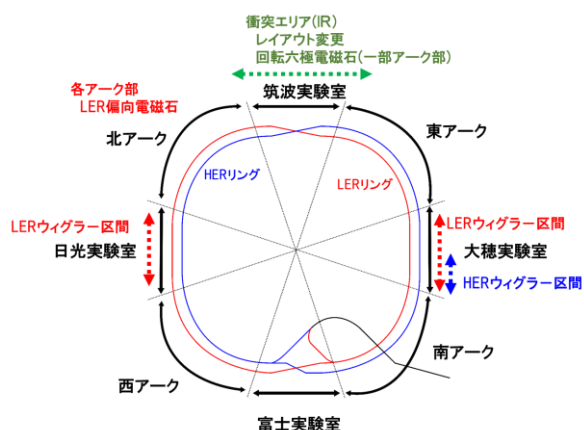 衝突エリア(IR)
レイアウト変更
回転六極電磁石(一部アーク部)
筑波実験室
各アーク部
LER偏向電磁石
北アーク
東アーク
HERリング
LERリング
LERウィグラー区間
日光実験室
LERウィグラー区間
大穂実験室
HERウィグラー区間
南アーク
西アーク
富士実験室